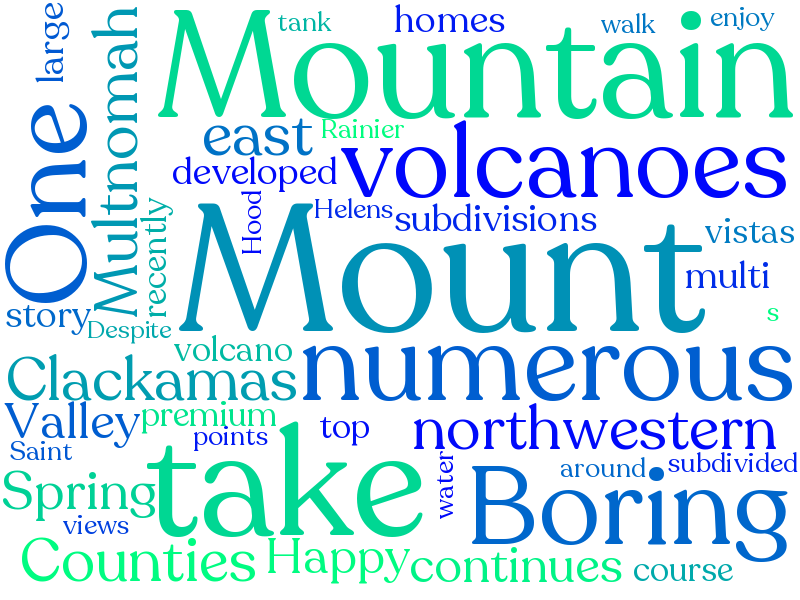 large
One
Multnomah
recently
tank
homes
walk
enjoy
Mountain
east
Rainier
developed
volcanoes
Hood
Helens
subdivisions
vistas
Mount
multi
story
s
Despite
volcano
Clackamas
numerous
Valley
premium
points
top
northwestern
Saint
take
water
around
subdivided
Spring
Boring
views
Counties
Happy
continues
course